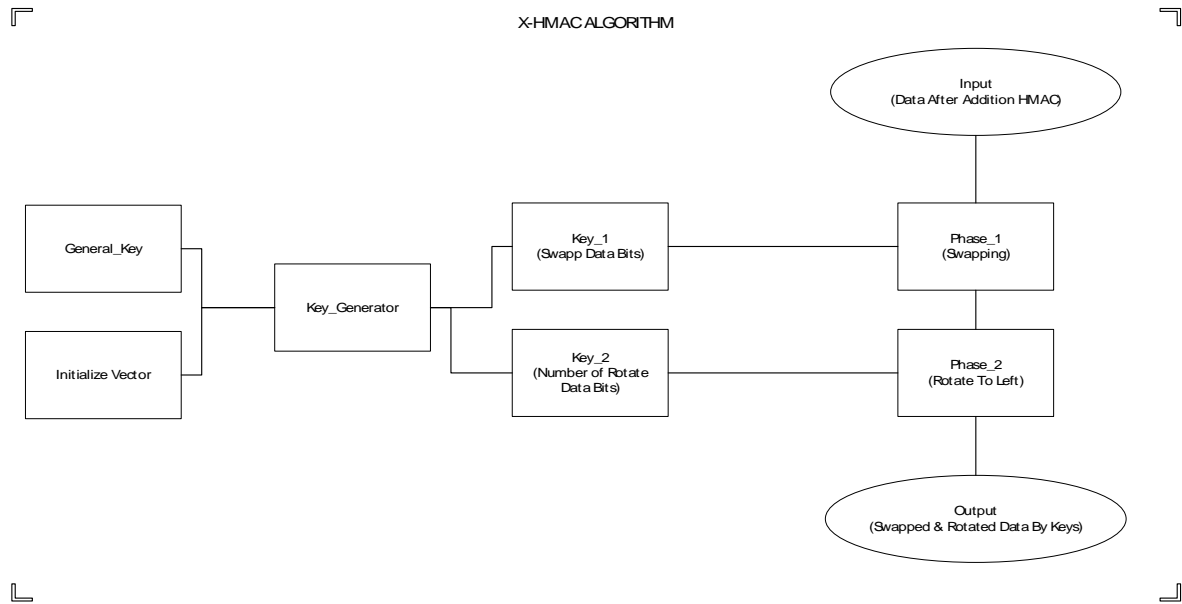 X-HMAC ALGORITHM
Input
(Data After Addition HMAC)
General_Key
Initialize Vector
Key_Generator
Key_1
(Swapp Data Bits)
Key_2
(Number of Rotate
Data Bits)
Phase_1
(Swapping)
Phase_2
(Rotate To Left)
Output
(Swapped & Rotated Data By Keys)